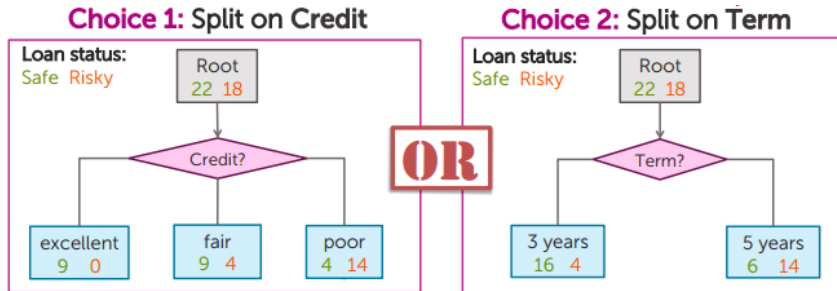 Choice 1: Split on Credit
Loan status:
Safe Risky
Root
22 18
Credit?
excellent
9 0
fair
9 4
poor
4 14
OR
Choice 2: Split on Term
Loan status:
Safe Risky
Root
22 18
Term?
3 years
16 4
5 years
6 14